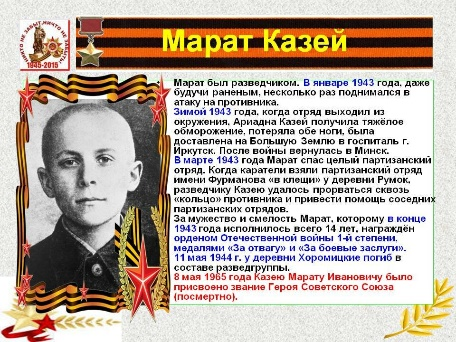 НИКТО НЕ ЗАБЫТ, НИЧТО НЕ ЗАБЫТО
1945-2015
Марат Казей
Марат был разведчиком. В январе 1943 года, даже
будучи раненым, несколько раз поднимался в
атаку на противника.
Зимой 1943 года, когда отряд выходил из
окружения, Ариадна Казей получила тяжёлое
обморожение, потеряла обе ноги, была
доставлена на Большую Землю в госпиталь г.
Иркутск. После войны вернулась в Минск.
В марте 1943 года Марат спас целый партизанский
отряд. Когда каратели взяли партизанский отряд
имени Фурманова «в клещи» у деревни Румок,
разведчику Казею удалось прорваться сквозь
«кольцо» противника и привести помощь соседних
партизанских отрядов.
За мужество и смелость Марат, которому в конце
1943 года исполнилось всего 14 лет, награждён
орденом Отечественной войны 1-й степени,
медалями «За отвагу» и «За боевые заслуги».
11 мая 1944 г. у деревни Хоромицкие погиб в
составе разведгруппы.
8 мая 1965 года Казею Марату Ивановичу было
присвоено звание Героя Советского Союза
(посмертно).